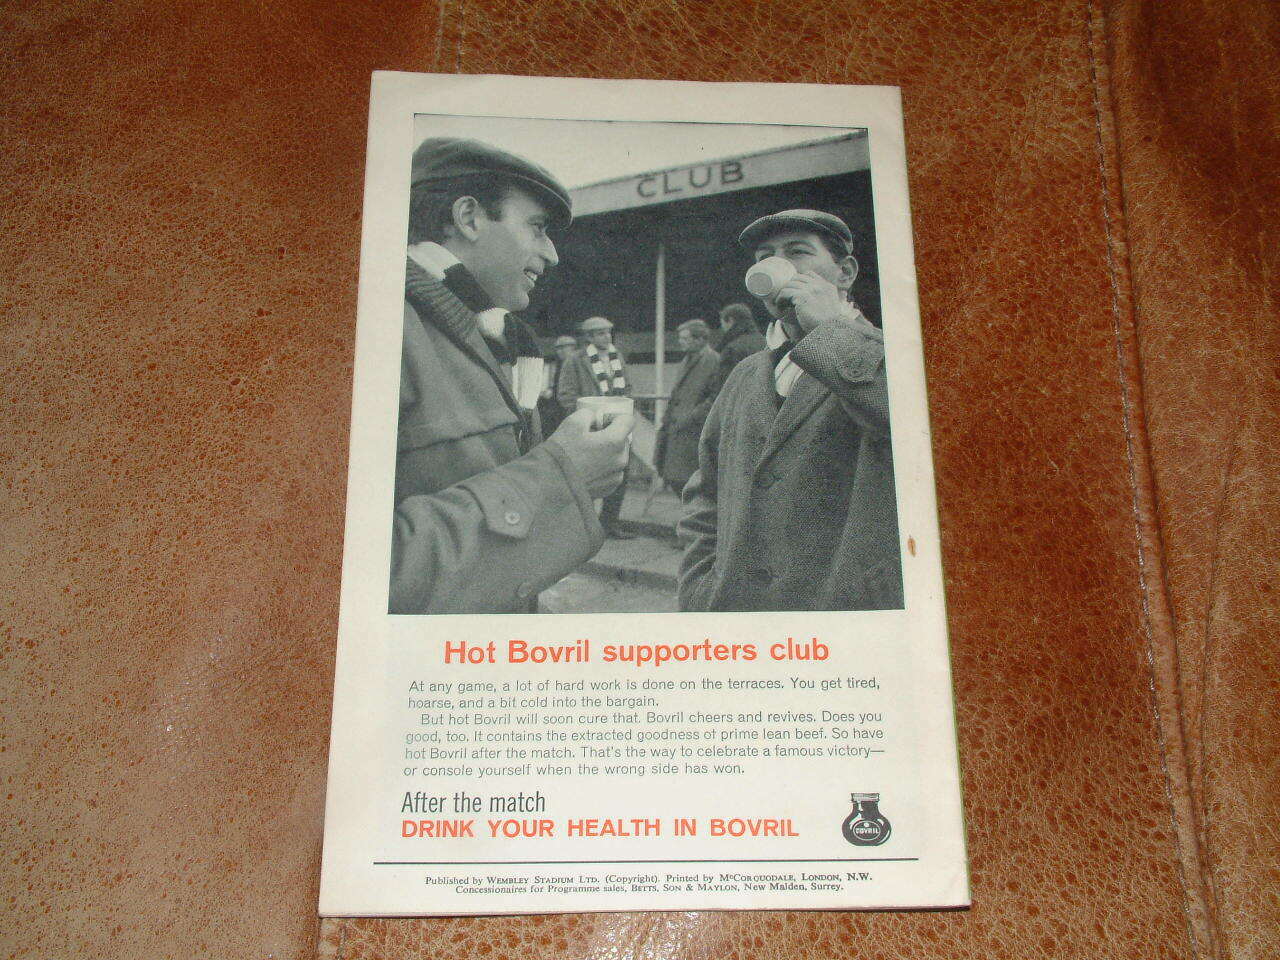 CLUB
Hot Bovril supporters club
At any game, a lot of hard work is done on the terraces. You get tired,
hoarse, and a bit cold into the bargain.
But hot Bovril will soon cure that. Bovril cheers and revives. Does you
good, too. It contains the extracted goodness of prime lean beef. So have
hot Bovril after the match. That's the way to celebrate a famous victory—
or console yourself when the wrong side has won.
After the match
DRINK YOUR HEALTH IN BOVRIL
BOVRIL
Published by WEMBLEY STADIUM LTD. (Copyright). Printed by McCORQUODALE, LONDON, N.W.
Concessionaires for Programme sales, BETTS, SON & MAYLON, New Malden, Surrey.